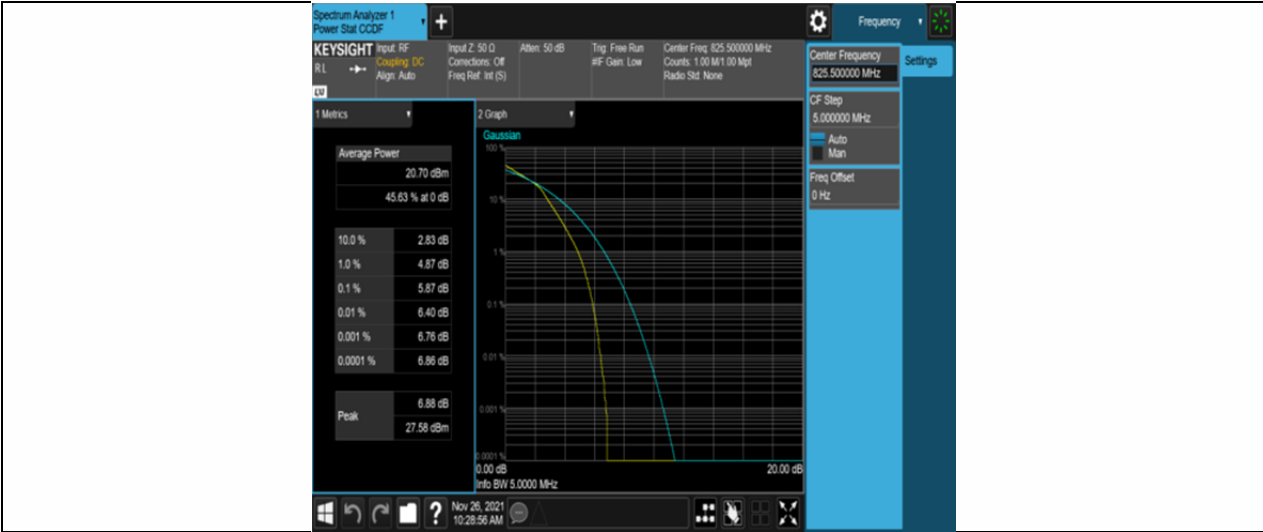 Spectrum Analyzer 1
Power Stat CCDF
Frequency
KEYSIGHT
Input: RF
Coupling: DC
Align: Auto
Input Z: 50 Ω
Corrections: Off
Freq Ref: Int (S)
Atten: 50 dB
Trig: Free Run
#IF Gain: Low
Center Freq: 825.500000 MHz
Counts: 1.00 M/1.00 Mpt
Radio Std: None
R L
LV
Center Frequency
825.500000 MHz
Settings
CF Step
5.000000 MHz
Auto
Man
Freq Offset
0 Hz
1 Metrics
Average Power
20.70 dBm
45.63 % at 0 dB
10.0 % 2.83 dB
1.0 % 4.87 dB
0.1 % 5.87 dB
0.01 % 6.40 dB
0.001 % 6.76 dB
0.0001 % 6.86 dB
Peak
6.88 dB
27.58 dBm
2 Graph
Gaussian
100 %
10 %
1 %
0.1 %
0.01 %
0.001 %
0.0001 %
0.00 dB 20.00 dB
Info BW 5.0000 MHz
Nov 26, 2021
10:28:56 AM